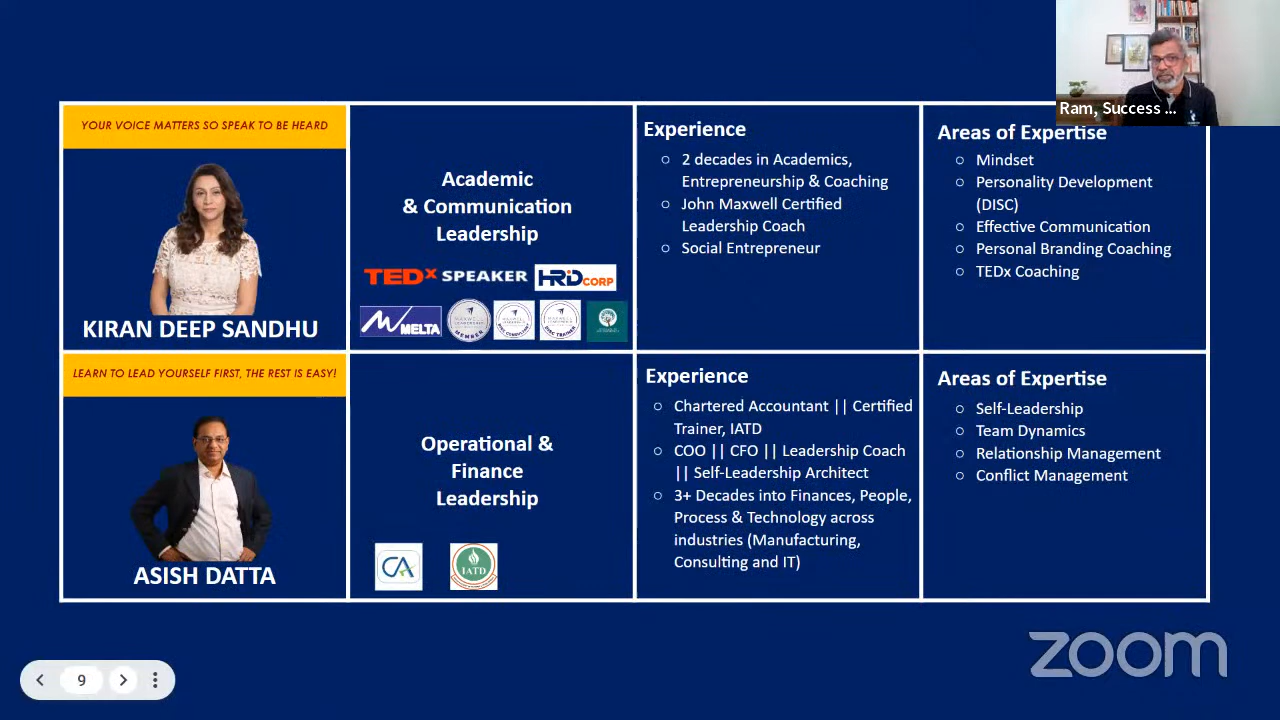 Ram, Success ...
YOUR VOICE MATTERS SO SPEAK TO BE HEARD
KIRAN DEEP SANDHU
Academic
& Communication
Leadership
TEDx SPEAKER
HRD CORP
MELTA
Experience
2 decades in Academics,
Entrepreneurship & Coaching
John Maxwell Certified
Leadership Coach
Social Entrepreneur
Areas of Expertise
Mindset
Personality Development
(DISC)
Effective Communication
Personal Branding Coaching
TEDx Coaching
LEARN TO LEAD YOURSELF FIRST, THE REST IS EASY!
ASISH DATTA
Operational &
Finance
Leadership
CA
IATD
Experience
Chartered Accountant || Certified
Trainer, IATD
COO || CFO || Leadership Coach
|| Self-Leadership Architect
3+ Decades into Finances, People,
Process & Technology across
industries (Manufacturing,
Consulting and IT)
Areas of Expertise
Self-Leadership
Team Dynamics
Relationship Management
Conflict Management
zoom
9